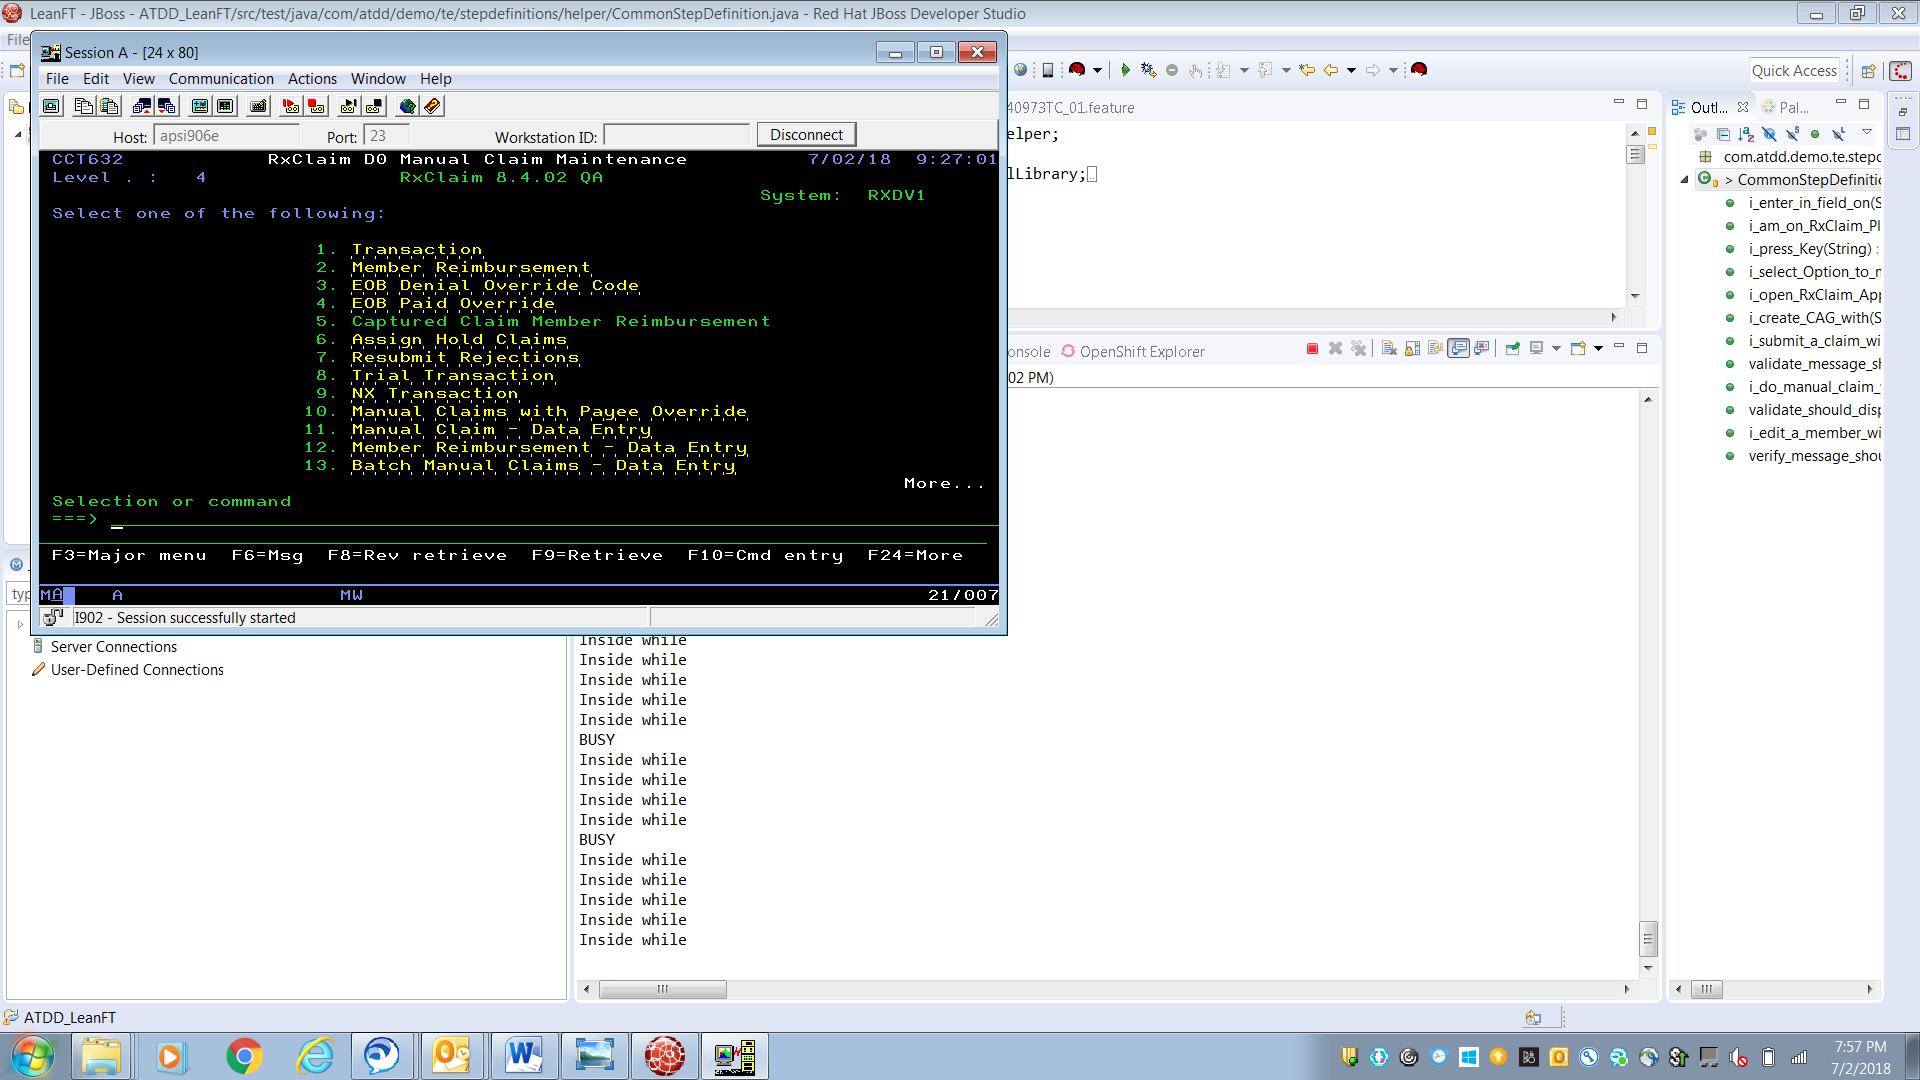 LeanFT - JBoss - ATDD_LeanFT/src/test/java/com/atdd/demo/te/stepdefinitions/helper/CommonStepDefinition.java - Red Hat JBoss Developer Studio
File
Session A - [24 x 80]
File Edit View Communication Actions Window Help
Host: apsi906e Port: 23 Workstation ID: Disconnect
CCT632 RxClaim D0 Manual Claim Maintenance 7/02/18 9:27:01
Level . : 4 RxClaim 8.4.02 QA
System: RXDV1
Select one of the following:
1. Transaction
2. Member Reimbursement
3. EOB Denial Override Code
4. EOB Paid Override
5. Captured Claim Member Reimbursement
6. Assign Hold Claims
7. Resubmit Rejections
8. Trial Transaction
9. NX Transaction
10. Manual Claims with Payee Override
11. Manual Claim - Data Entry
12. Member Reimbursement - Data Entry
13. Batch Manual Claims - Data Entry
More...
Selection or command
===>
F3=Major menu F6=Msg F8=Rev retrieve F9=Retrieve F10=Cmd entry F24=More
MA A MW 21/007
I902 - Session successfully started
Quick Access
40973TC_01.feature
elper;
lLibrary;
onsole OpenShift Explorer
02 PM)
Outl... Pal...
com.atdd.demo.te.stepd
> CommonStepDefinitio
i_enter_in_field_on(S
i_am_on_RxClaim_Pl
i_press_Key(String) :
i_select_Option_to_n
i_open_RxClaim_App
i_create_CAG_with(S
i_submit_a_claim_wi
validate_message_sh
i_do_manual_claim_
validate_should_disp
i_edit_a_member_wi
verify_message_shou
typ
Server Connections
User-Defined Connections
Inside while
Inside while
Inside while
Inside while
Inside while
BUSY
Inside while
Inside while
Inside while
Inside while
BUSY
Inside while
Inside while
Inside while
Inside while
Inside while
ATDD_LeanFT
7:57 PM
7/2/2018